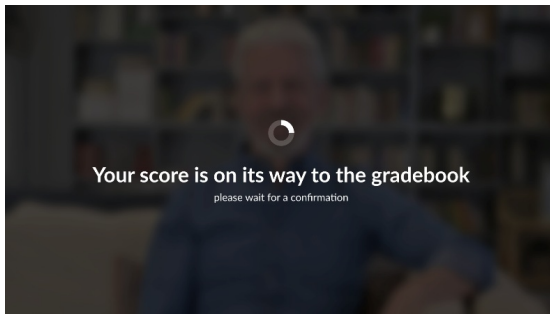 Your score is on its way to the gradebook
please wait for a confirmation